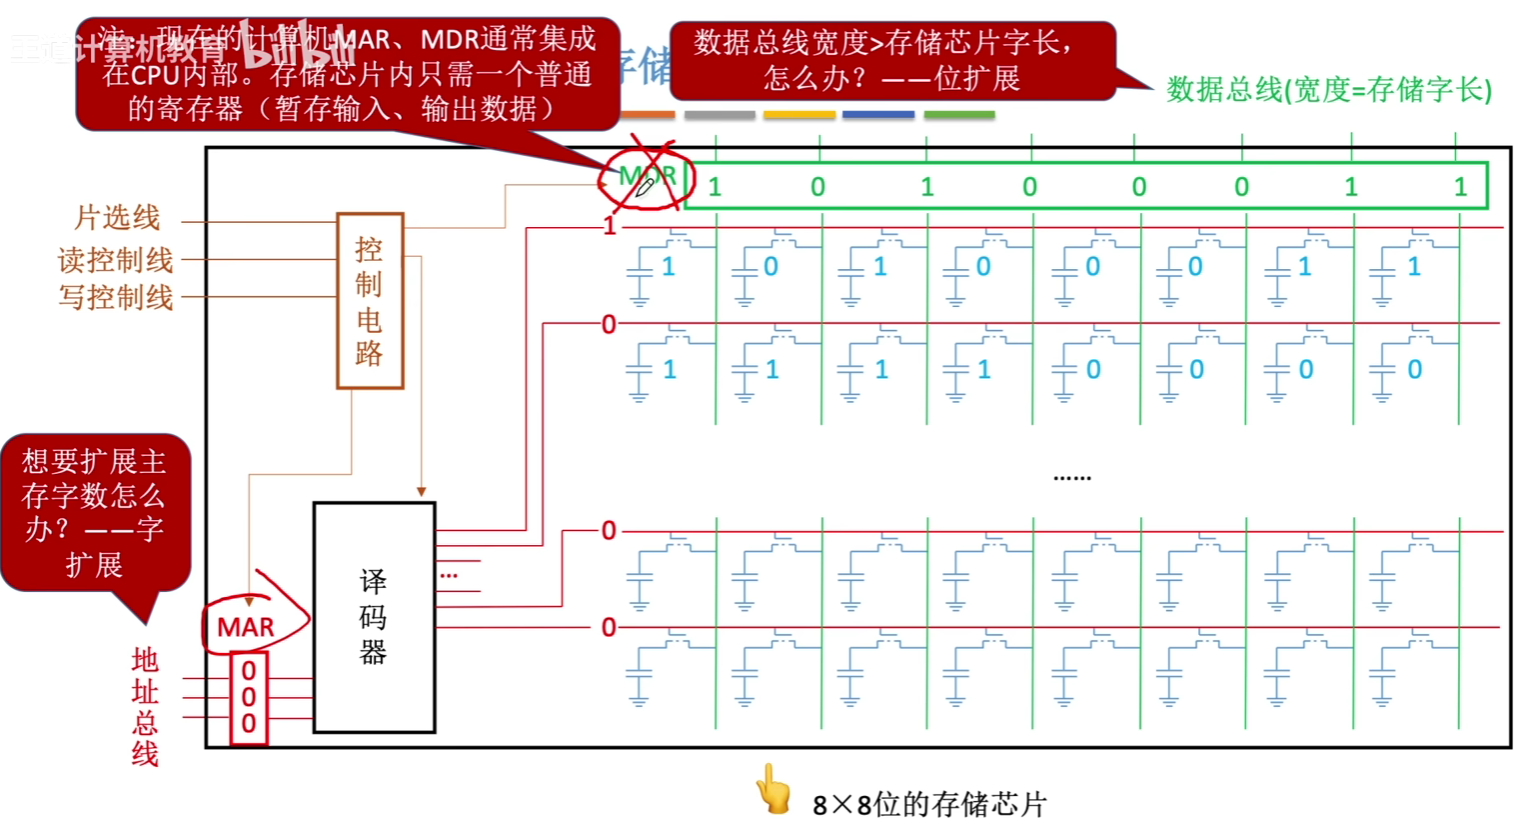 王道计算机教育 bilibili
注：现在的计算机MAR、MDR通常集成
在CPU内部。存储芯片内只需一个普通
的寄存器（暂存输入、输出数据）
存储
数据总线宽度>存储芯片字长，
怎么办？——位扩展
数据总线(宽度=存储字长)
MDR
1 0 1 0 0 0 1 1
片选线
读控制线
写控制线
控制电路
1
1 0 1 0 0 0 1 1
0
1 1 1 1 0 0 0 0
......
想要扩展主
存字数怎么
办？——字
扩展
0
...
译码器
MAR
0
地址总线
0
0
0
8×8位的存储芯片